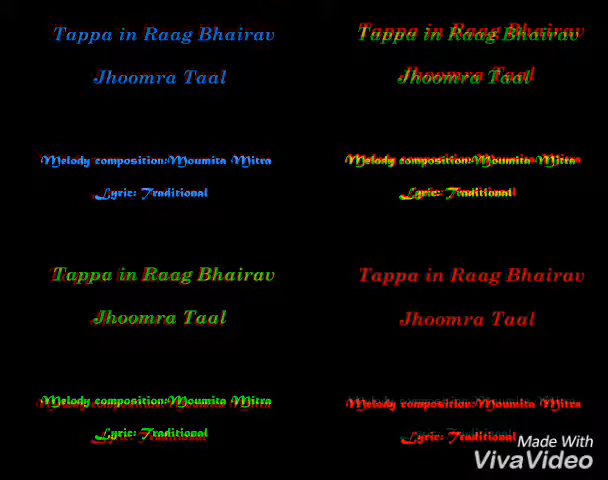 Tappa in Raag Bhairav
Jhoomra Taal
Melody composition:Moumita Mitra
Lyric: Traditional
Tappa in Raag Bhairav
Jhoomra Taal
Melody composition:Moumita Mitra
Lyric: Traditional
Tappa in Raag Bhairav
Jhoomra Taal
Melody composition:Moumita Mitra
Lyric: Traditional
Tappa in Raag Bhairav
Jhoomra Taal
Melody composition:Moumita Mitra
Lyric: Traditional
Made With
VivaVideo